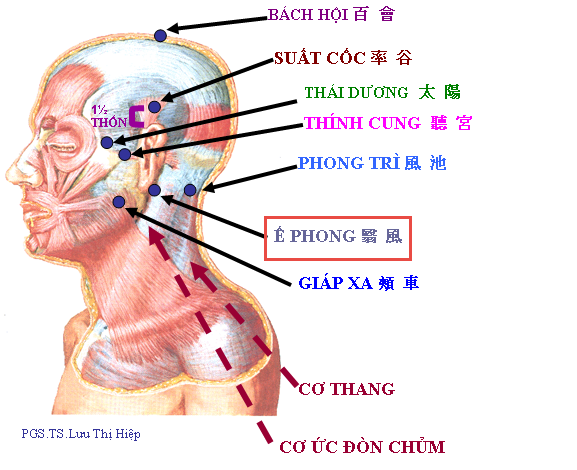 BÁCH HỘI 百 會
SUẤT CỐC 率 谷
THÁI DƯƠNG 太 陽
1½
THỐN
THÍNH CUNG 聽 宮
PHONG TRÌ 風 池
Ế PHONG 翳 風
GIÁP XA 頰 車
CƠ THANG
PGS.TS.Lưu Thị Hiệp
CƠ ỨC ĐÒN CHỦM